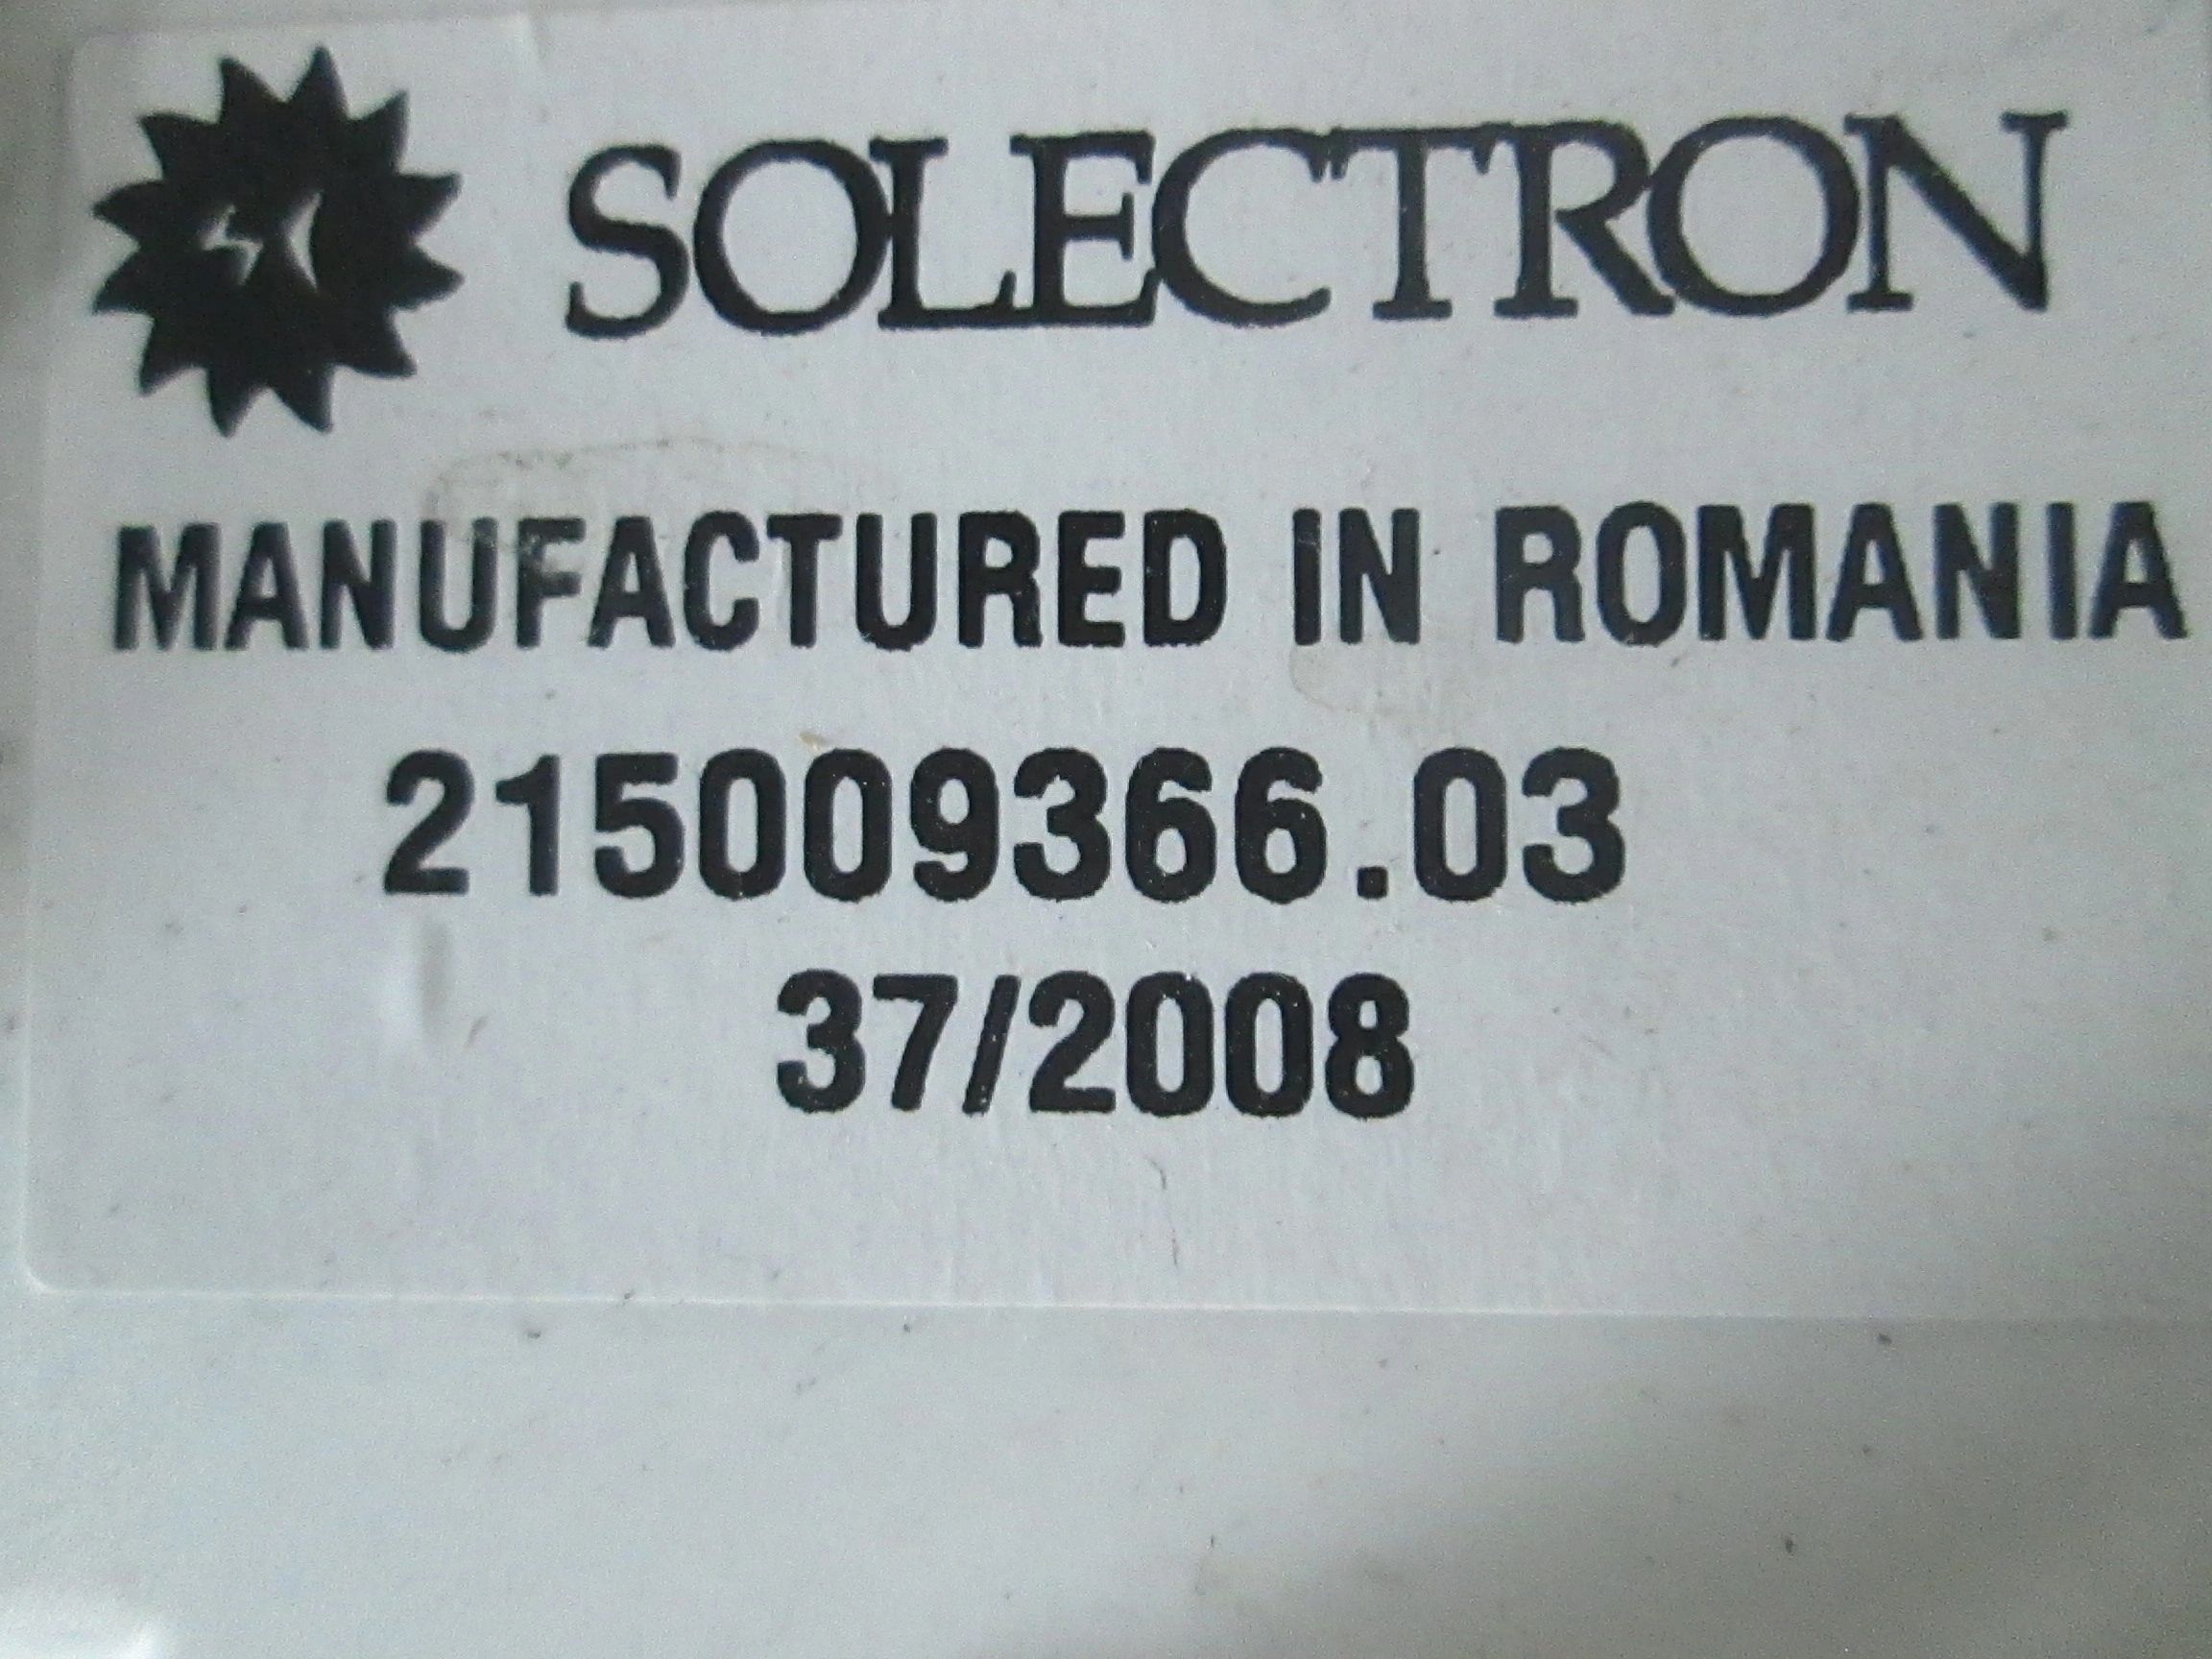 SOLECTRON
MANUFACTURED IN ROMANIA
215009366.03
37/2008